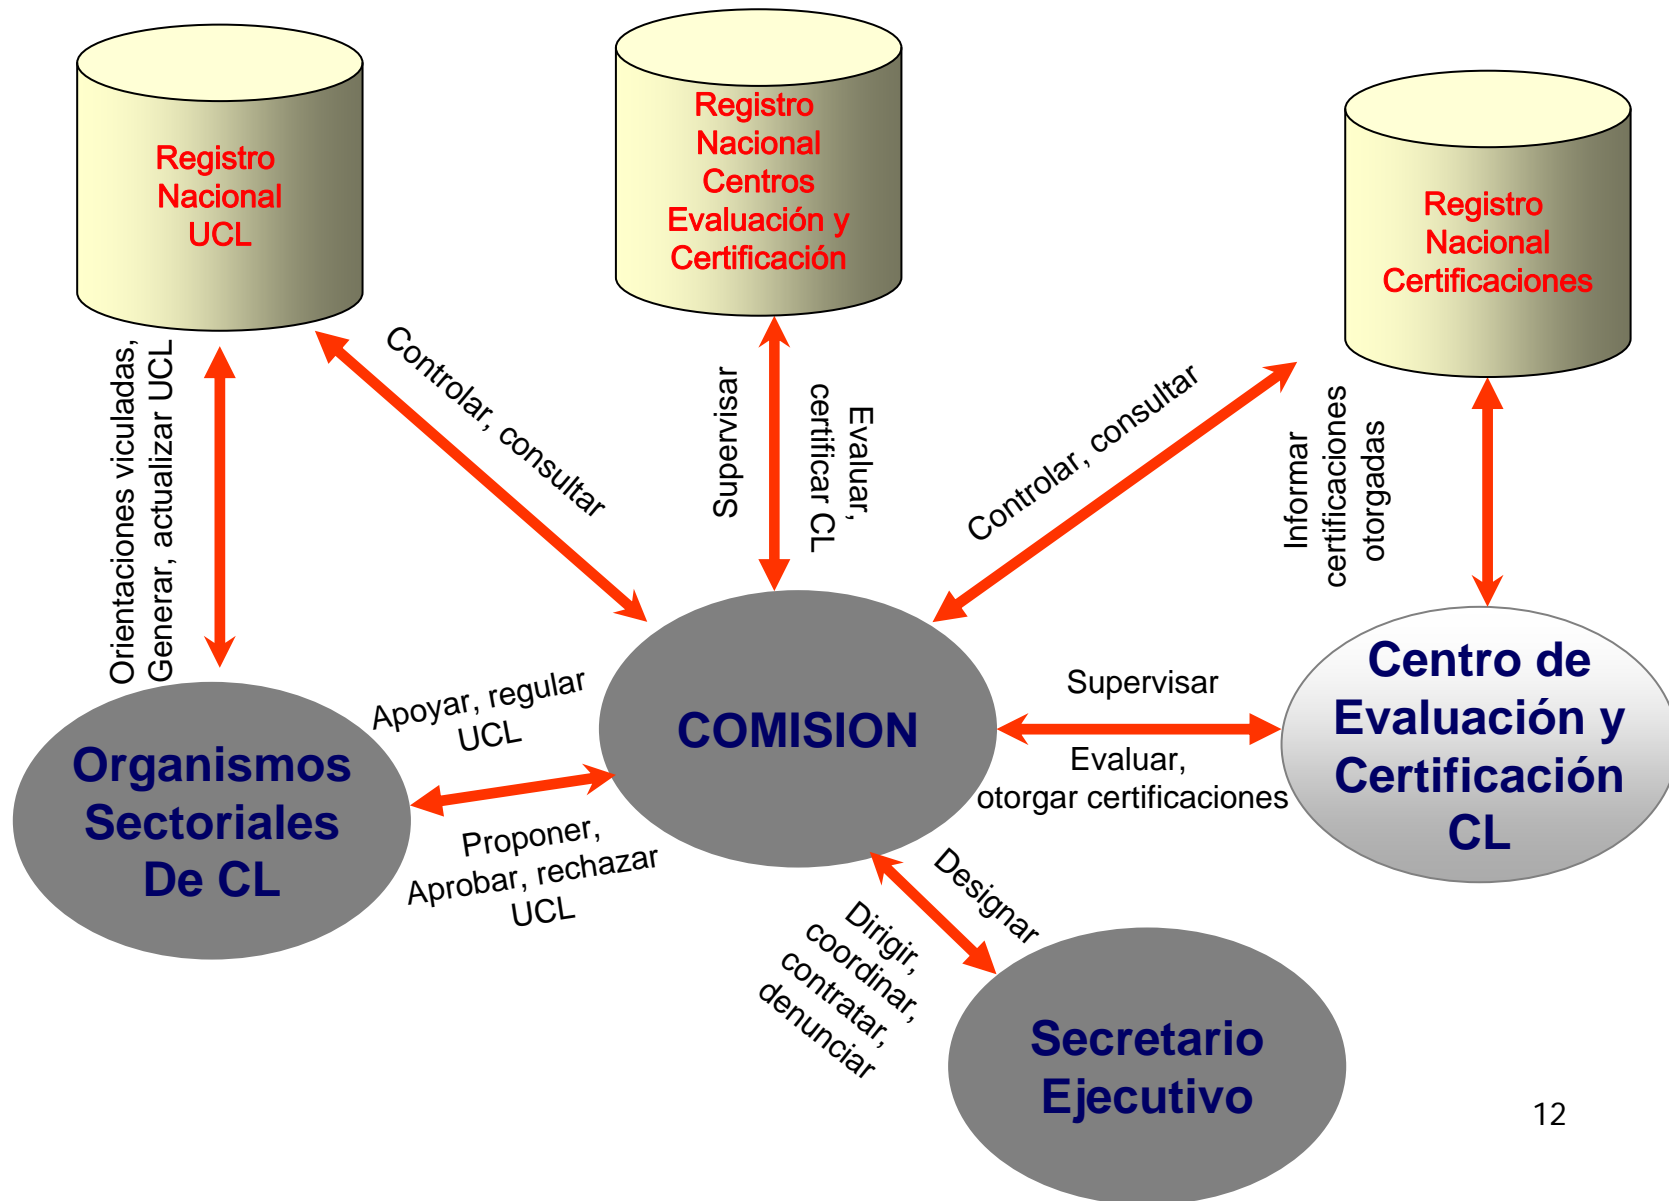 Registro
Nacional
UCL
Registro
Nacional
Centros
Evaluación y
Certificación
Registro
Nacional
Certificaciones
Orientaciones viculadas,
Generar, actualizar UCL
Controlar, consultar
Supervisar
Evaluar,
certificar CL
Controlar, consultar
Informar
certificaciones
otorgadas
Organismos
Sectoriales
De CL
Apoyar, regular
UCL
Proponer,
Aprobar, rechazar
UCL
COMISION
Supervisar
Evaluar,
otorgar certificaciones
Centro de
Evaluación y
Certificación
CL
Designar
Dirigir,
coordinar,
contratar,
denunciar
Secretario
Ejecutivo
12